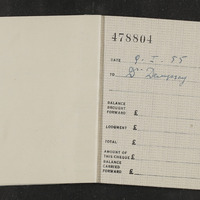 478804
DATE 9-I-55
TO Dr Dempsey
BALANCE
BROUGHT
FORWARD £
LODGMENT £
TOTAL £
AMOUNT OF
THIS CHEQUE £
BALANCE
CARRIED
FORWARD £